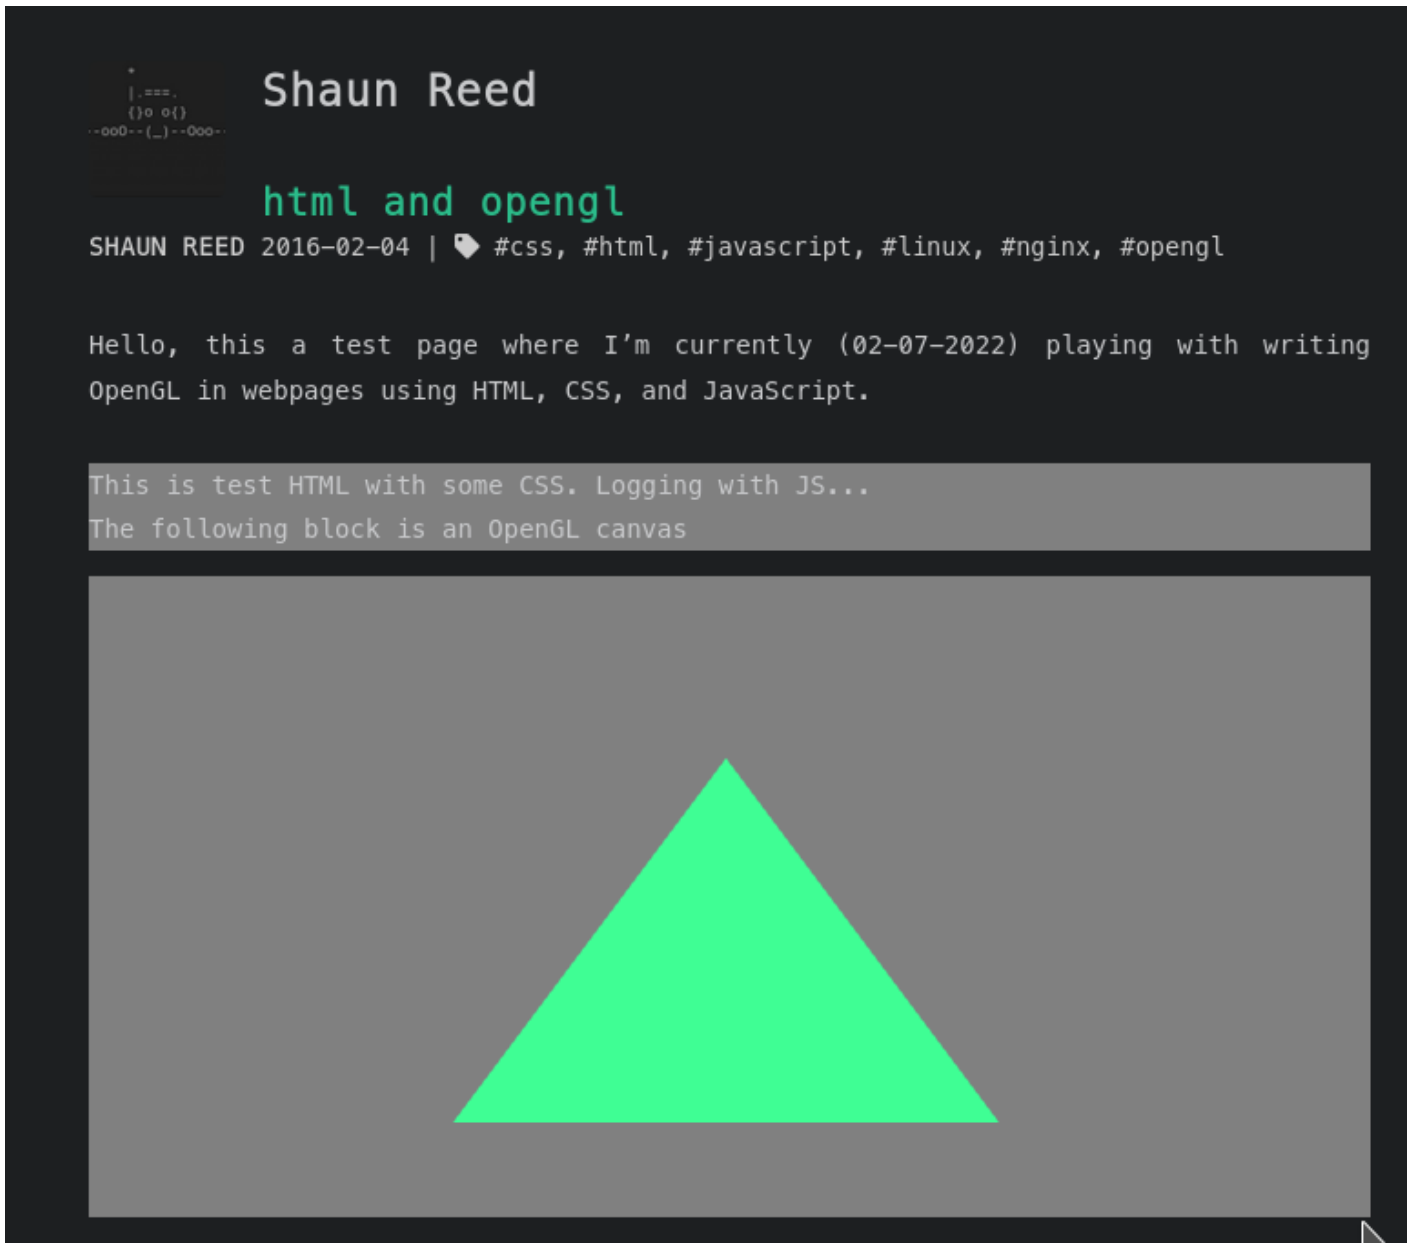 +
|.===.
{}o o{}
--ooO--(_)--Ooo--
Shaun Reed
html and opengl
SHAUN REED 2016-02-04 | #css, #html, #javascript, #linux, #nginx, #opengl
Hello, this a test page where I’m currently (02-07-2022) playing with writing
OpenGL in webpages using HTML, CSS, and JavaScript.
This is test HTML with some CSS. Logging with JS...
The following block is an OpenGL canvas